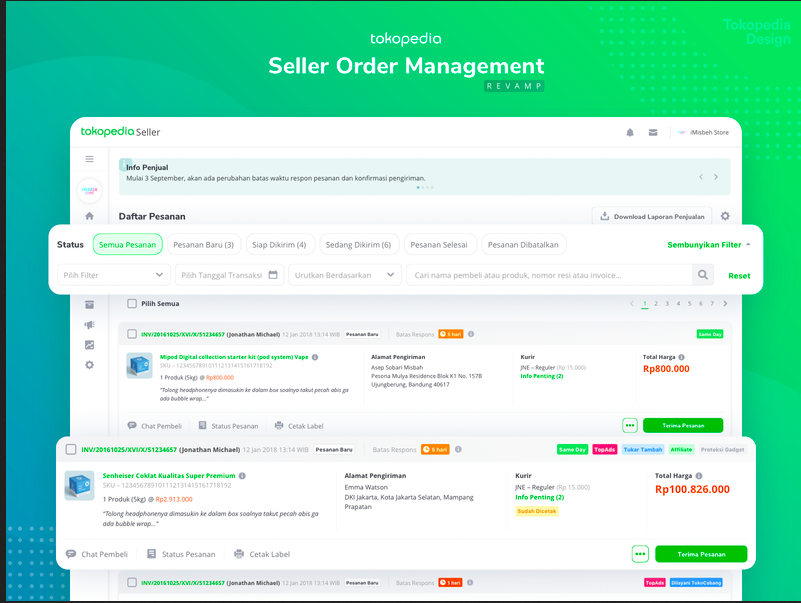 Tokopedia
Design
tokopedia
Seller Order Management
REVAMP
tokopedia Seller
iMisbeh Store
Info Penjual
Mulai 3 September, akan ada perubahan batas waktu respon pesanan dan konfirmasi pengiriman.
Daftar Pesanan
Download Laporan Penjualan
Status
Semua Pesanan
Pesanan Baru (3)
Siap Dikirim (4)
Sedang Dikirim (6)
Pesanan Selesai
Pesanan Dibatalkan
Sembunyikan Filter
Pilih Filter
Pilih Tanggal Transaksi
Urutkan Berdasarkan
Cari nama pembeli atau produk, nomor resi atau invoice...
Reset
Pilih Semua
1 2 3 4 5 6 7
INV/20161025/XVI/X/51234657 (Jonathan Michael) 12 Jan 2018 13:14 WIB Pesanan Baru Batas Respons 5 hari Same Day
Mipod Digital collection starter kit (pod system) Vape
SKU – 12345678910111213141516171819​2
1 Produk (5kg) @ Rp800.000
"Tolong headphonenya dimasukin ke dalam box soalnya takut pecah abis ga
ada bubble wrap..."
Alamat Pengiriman
Asep Sobari Misbah
Pesona Mulya Residence Blok K1 No. 157B
Ujungberung, Bandung 40617
Kurir
JNE – Reguler (Rp 15.000)
Info Penting (2)
Total Harga
Rp800.000
Chat Pembeli
Status Pesanan
Cetak Label
Terima Pesanan
INV/20161025/XVI/X/51234657 (Jonathan Michael) 12 Jan 2018 13:14 WIB Pesanan Baru Batas Respons 5 hari Same Day TopAds Tukar Tambah Affiliate Proteksi Gadget
Senheiser Coklat Kualitas Super Premium
SKU – 123456789101112131415161718192
1 Produk (5kg) @ Rp2.913.000
"Tolong headphonenya dimasukin ke dalam box soalnya takut pecah abis ga
ada bubble wrap..."
Alamat Pengiriman
Emma Watson
DKI Jakarta, Kota Jakarta Selatan, Mampang
Prapatan
Kurir
JNE – Reguler (Rp 15.000)
Info Penting (2)
Sudah Dicetak
Total Harga
Rp100.826.000
Chat Pembeli
Status Pesanan
Cetak Label
Terima Pesanan
INV/20161025/XVI/X/51234657 (Jonathan Michael) 12 Jan 2018 13:14 WIB Pesanan Baru Batas Respons 1 hari TopAds Dilayani TokoCabang